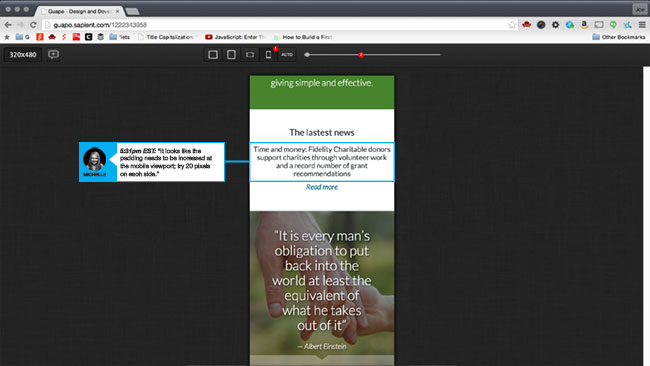 Guapo - Design and Devel
Joe
guapo.sapient.com/1222343958
JavaScript: Enter The
Title Capitalization
How to Build a Firs
Other Bookmarks
320x480
AUTO
giving simple and effective.
The lastest news
5:31pm EST: "It looks like the
padding needs to be increased at
the mobile viewport; try 20 pixels
on each side."
MICHELLE
Time and money: Fidelity Charitable donors
support charities through volunteer work
and a record number of grant
recommendations
Read more
“It is every man’s
obligation to put
back into the
world at least the
equivalent of
what he takes
out of it”
— Albert Einstein